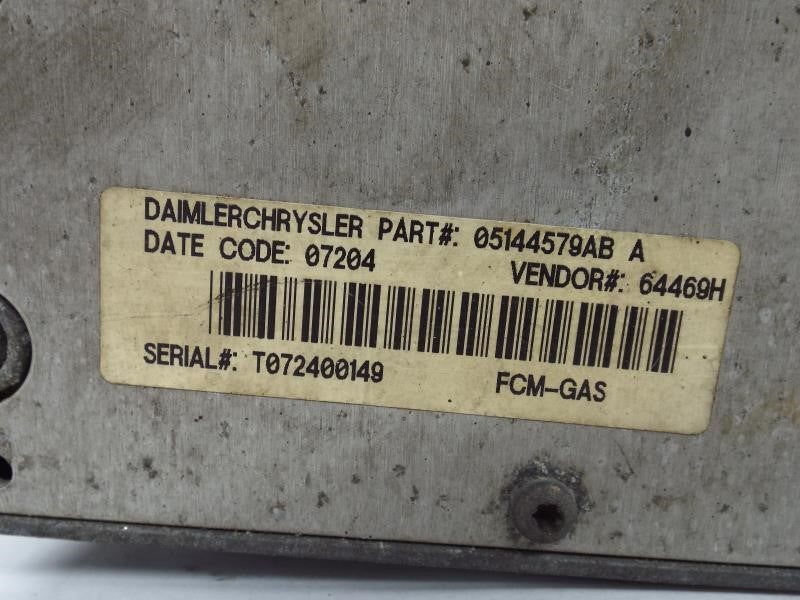 DAIMLERCHRYSLER PART#: 05144579AB A
DATE CODE: 07204 VENDOR#: 64469H
SERIAL#: T072400149 FCM-GAS